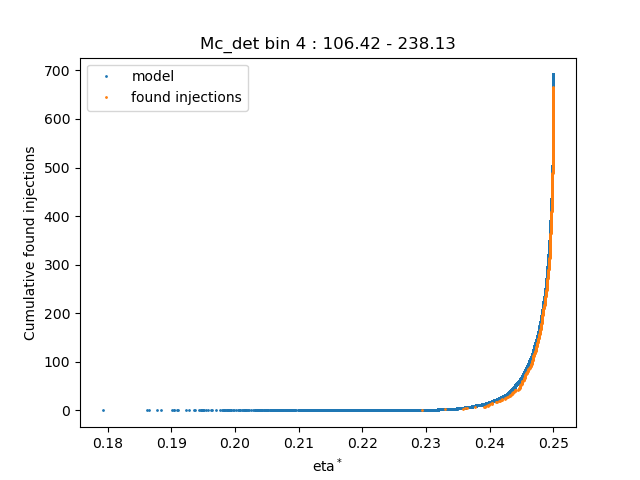 Mc_det bin 4 : 106.42 - 238.13
model
found injections
Cumulative found injections
700
600
500
400
300
200
100
0
0.18 0.19 0.20 0.21 0.22 0.23 0.24 0.25
eta*